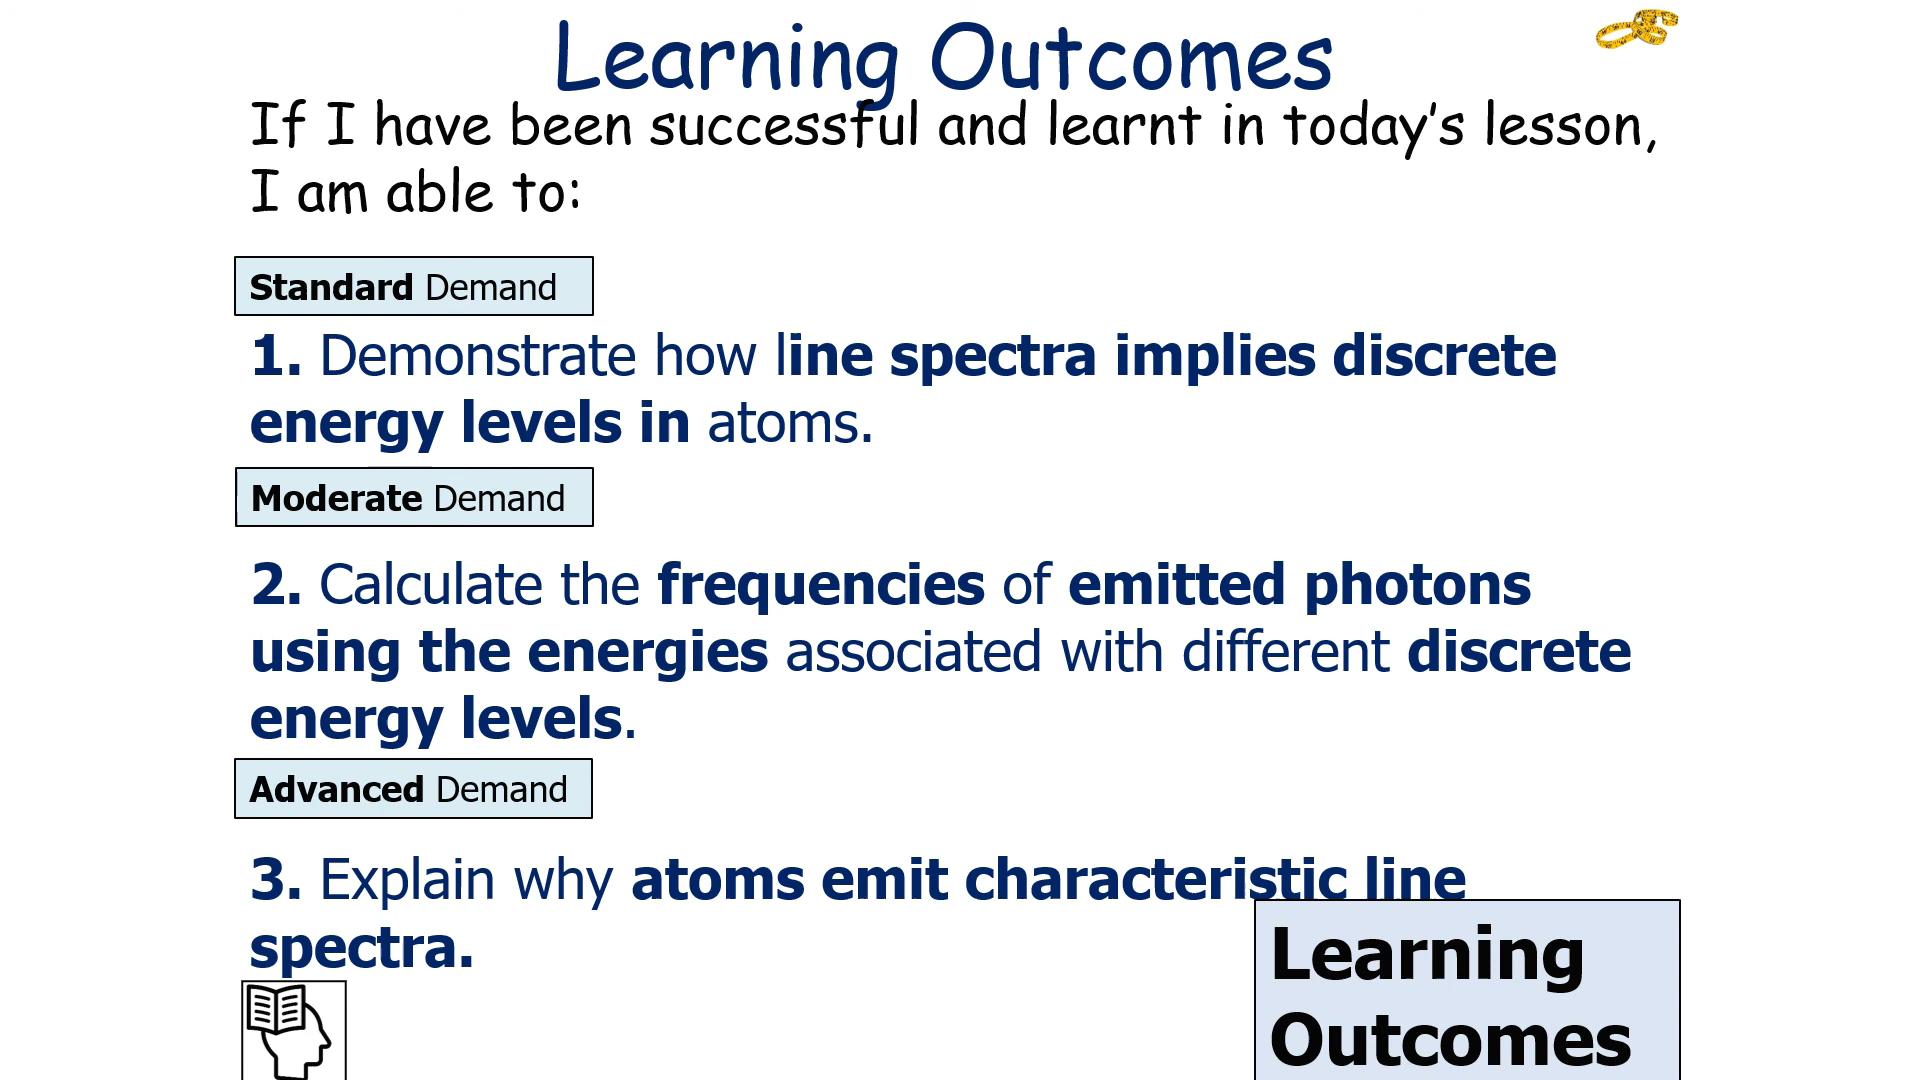 Learning Outcomes
If I have been successful and learnt in today’s lesson,
I am able to:
Standard Demand
1. Demonstrate how line spectra implies discrete
energy levels in atoms.
Moderate Demand
2. Calculate the frequencies of emitted photons
using the energies associated with different discrete
energy levels.
Advanced Demand
3. Explain why atoms emit characteristic line
spectra.
Learning
Outcomes